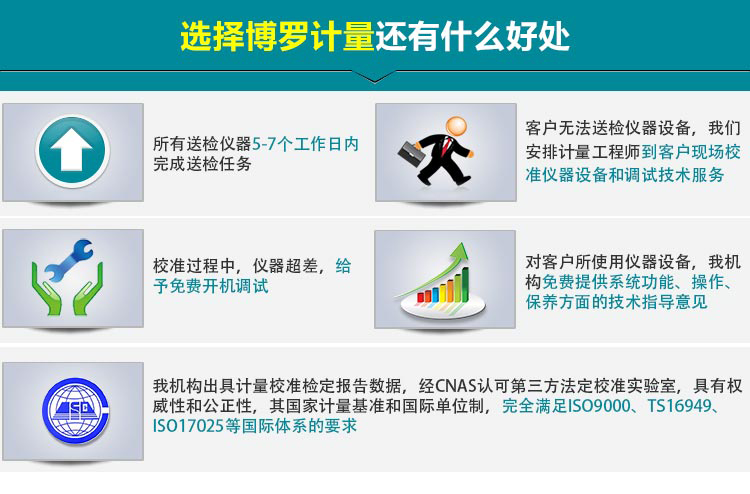 选择博罗计量还有什么好处
所有送检仪器5-7个工作日内
完成送检任务
客户无法送检仪器设备，我们
安排计量工程师到客户现场校
准仪器设备和调试技术服务
校准过程中，仪器超差，给
予免费开机调试
对客户所使用仪器设备，我机
构免费提供系统功能、操作、
保养方面的技术指导意见
我机构出具计量校准检定报告数据，经CNAS认可第三方法定校准实验室，具有权
威性和公正性，其国家计量基准和国际单位制，完全满足ISO9000、TS16949、
ISO17025等国际体系的要求